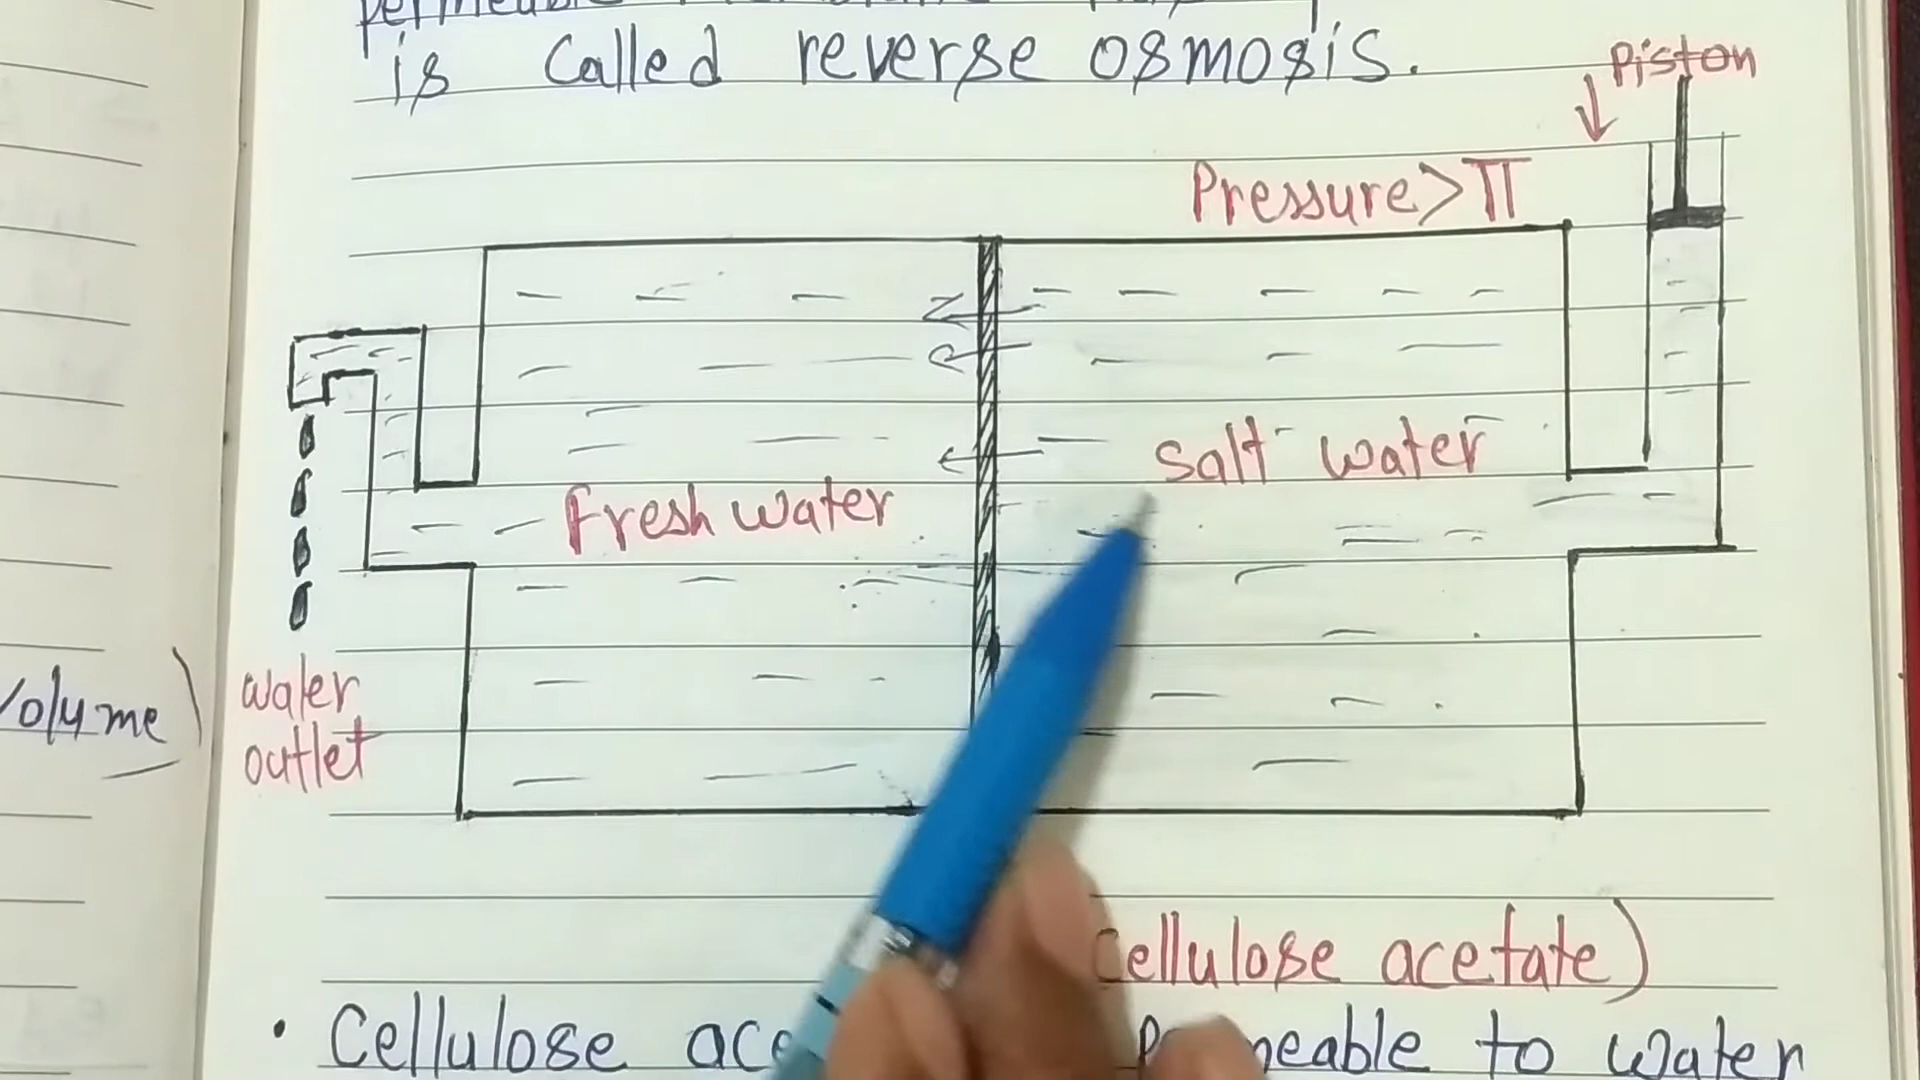 is called reverse osmosis.
Piston
Pressure > π
Salt water
Fresh water
water
outlet
volume)
cellulose acetate)
• Cellulose to water